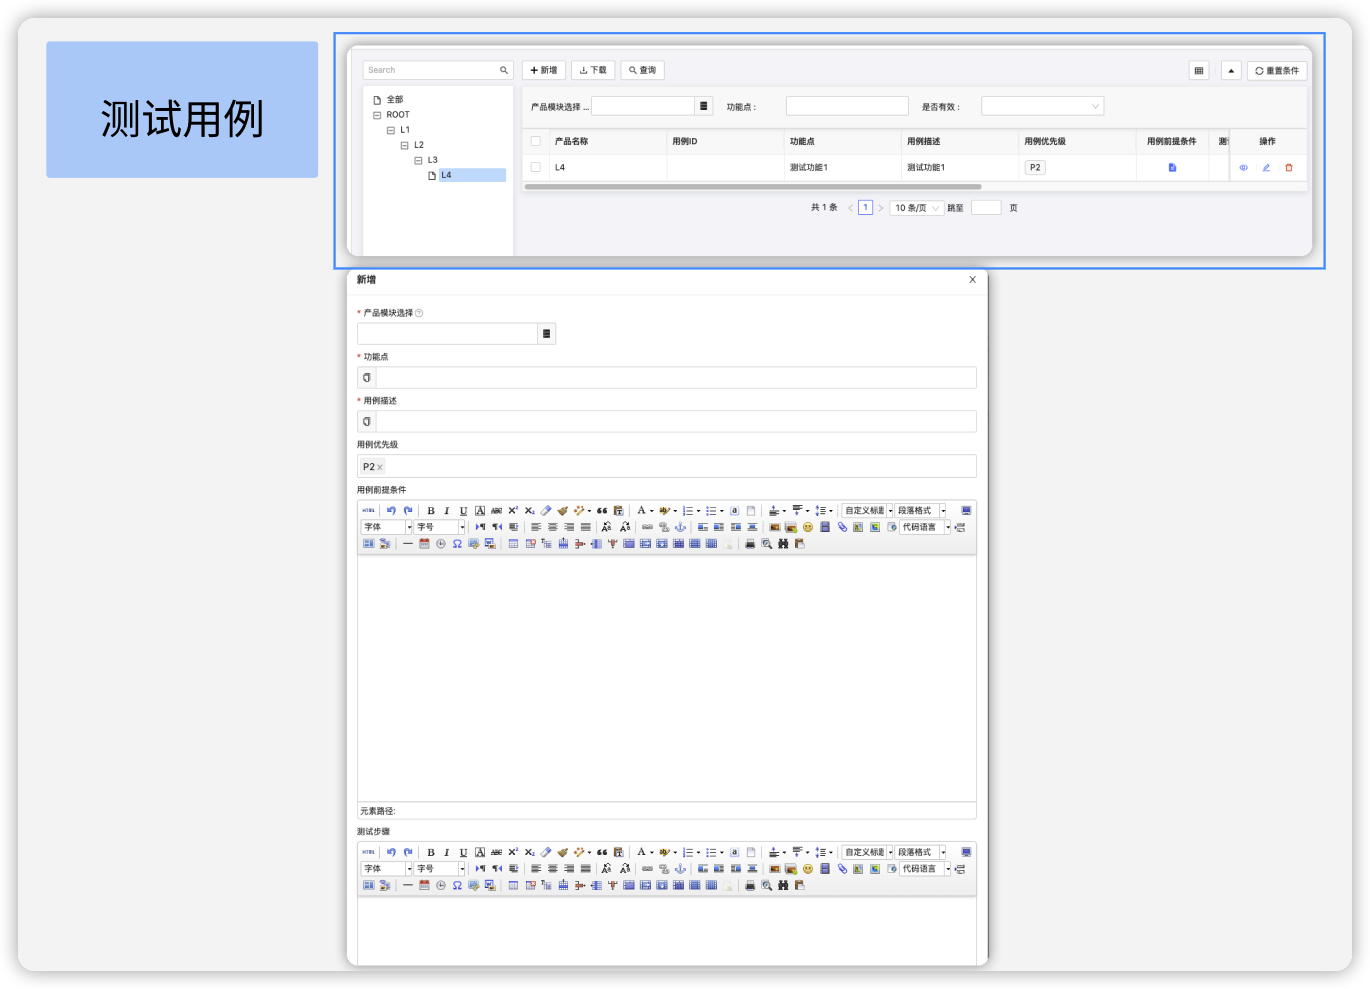 测试用例
Search
新增 下载 查询 重置条件
全部
ROOT
L1
L2
L3
L4
产品模块选择 ... 功能点 : 是否有效 :
产品名称 用例ID 功能点 用例描述 用例优先级 用例前提条件 操作
L4 测试功能1 测试功能1 P2
共 1 条 < 1 > 10 条/页 跳至 页
新增 X
* 产品模块选择
* 功能点
* 用例描述
用例优先级
P2 ×
用例前提条件
HTML B I U A ABC X² X₂ A a 自定义标题 段落格式
字体 字号 代码语言
Ω
元素路径:
测试步骤
HTML B I U A ABC X² X₂ A a 自定义标题 段落格式
字体 字号 代码语言
Ω